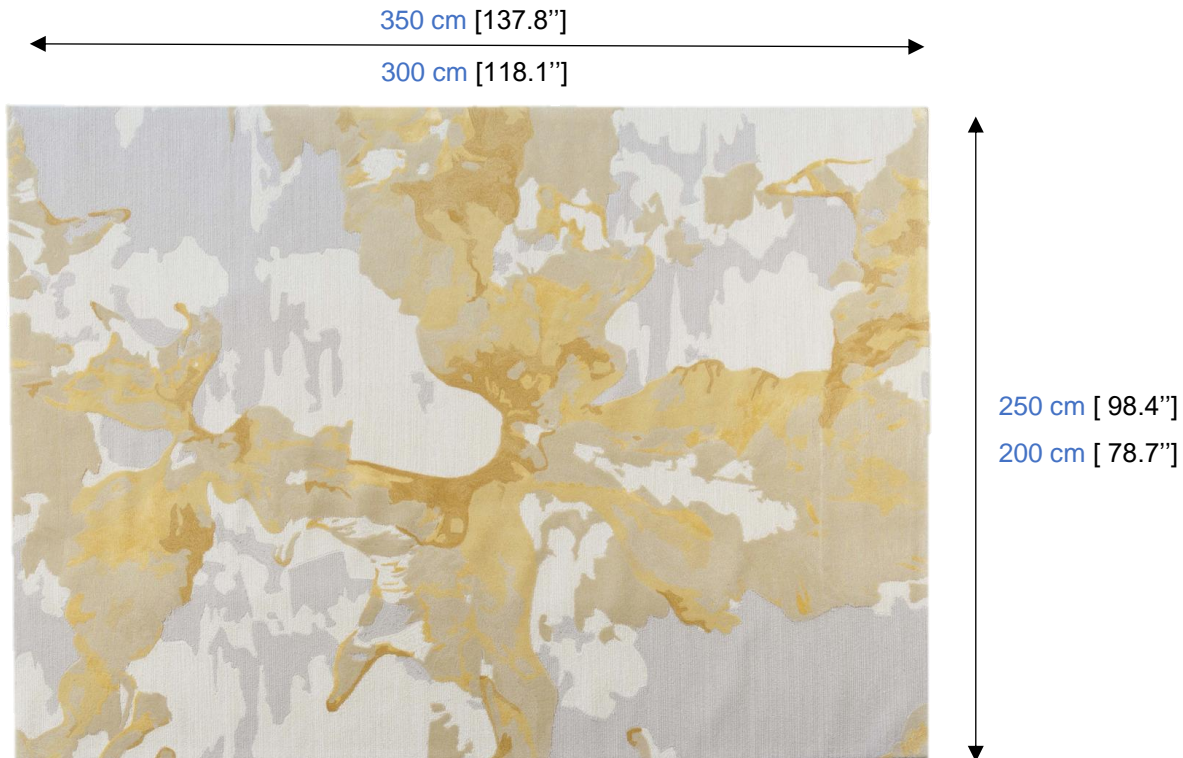 350 cm [137.8’’]
300 cm [118.1’’]
250 cm [ 98.4’’]
200 cm [ 78.7’’]